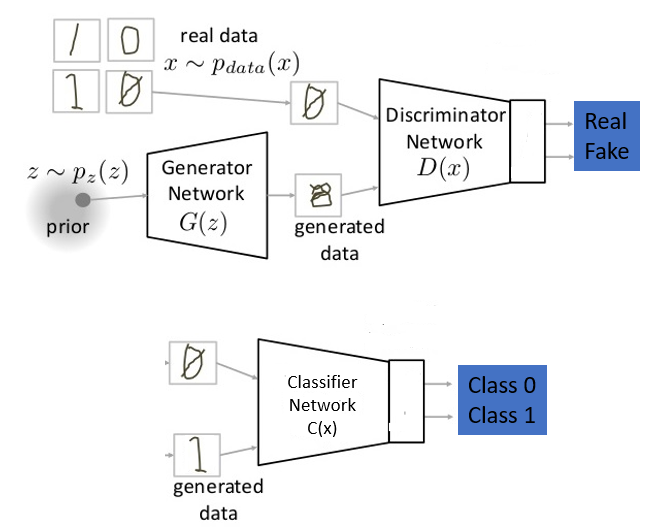 1 0
real data
x ~ p_data(x)
1 0
0
Discriminator
Network
D(x)
Real
Fake
z ~ p_z(z)
prior
Generator
Network
G(z)
8
generated
data
0
Classifier
Network
C(x)
Class 0
Class 1
1
generated
data